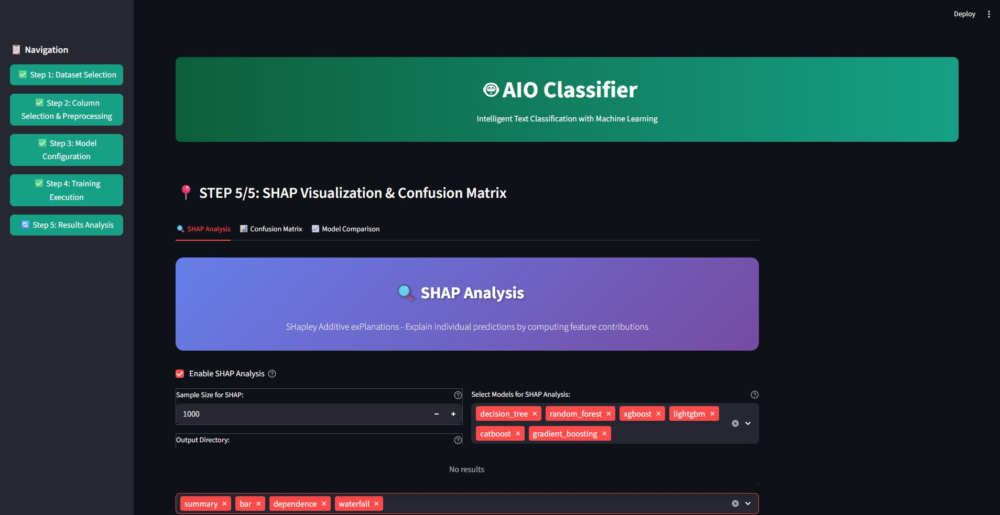 Deploy
Navigation
Step 1: Dataset Selection
Step 2: Column
Selection & Preprocessing
Step 3: Model
Configuration
Step 4: Training
Execution
Step 5: Results Analysis
AIO Classifier
Intelligent Text Classification with Machine Learning
STEP 5/5: SHAP Visualization & Confusion Matrix
SHAP Analysis Confusion Matrix Model Comparison
SHAP Analysis
SHapley Additive exPlanations - Explain individual predictions by computing feature contributions
Enable SHAP Analysis
Sample Size for SHAP:
1000
Output Directory:
Select Models for SHAP Analysis:
decision_tree random_forest xgboost lightgbm
catboost gradient_boosting
No results
summary bar dependence waterfall